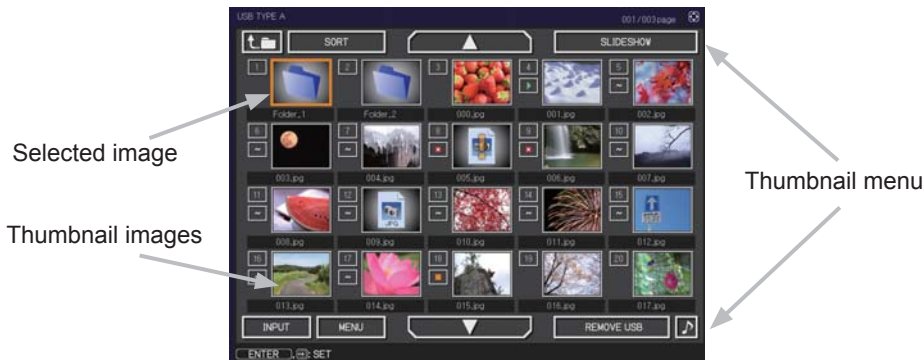 USB TYPE A 001/003page
SORT SLIDESHOW
1 2 3 4 5
Folder_1 Folder_2 000.jpg 001.jpg 002.jpg
Selected image
6 7 8 9 10
003.jpg 004.jpg 005.jpg 006.jpg 007.jpg
Thumbnail menu
11 12 13 14 15
JPG
008.jpg 009.jpg 010.jpg 011.jpg 012.jpg
Thumbnail images
16 17 18 19 20
013.jpg 014.jpg 015.jpg 016.jpg 017.jpg
INPUT MENU REMOVE USB
ENTER , : SET